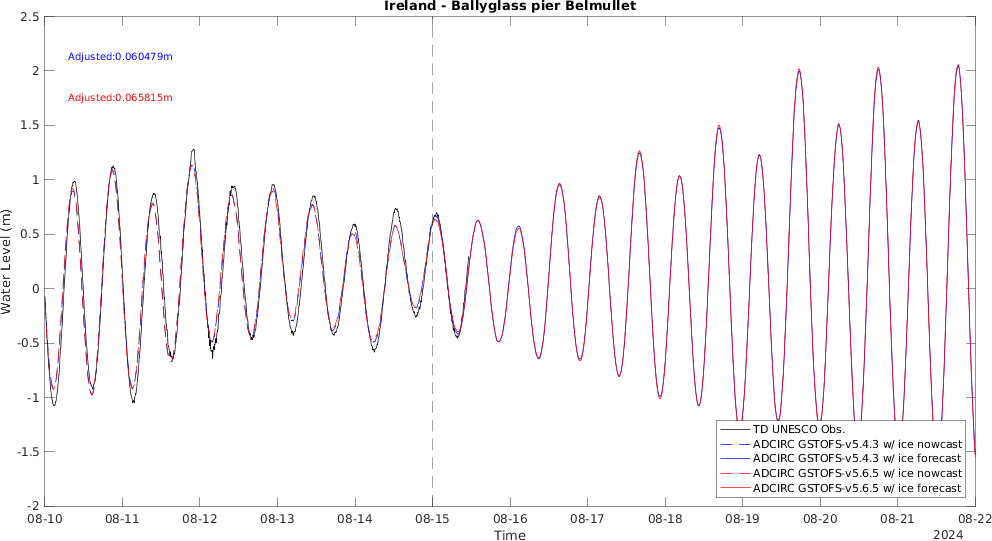 Ireland - Ballyglass pier Belmullet
Adjusted:0.060479m
Adjusted:0.065815m
Water Level (m)
2.5
2
1.5
1
0.5
0
-0.5
-1
-1.5
-2
TD UNESCO Obs.
ADCIRC GSTOFS-v5.4.3 w/ ice nowcast
ADCIRC GSTOFS-v5.4.3 w/ ice forecast
ADCIRC GSTOFS-v5.6.5 w/ ice nowcast
ADCIRC GSTOFS-v5.6.5 w/ ice forecast
08-10 08-11 08-12 08-13 08-14 08-15 08-16 08-17 08-18 08-19 08-20 08-21 08-22
Time
2024